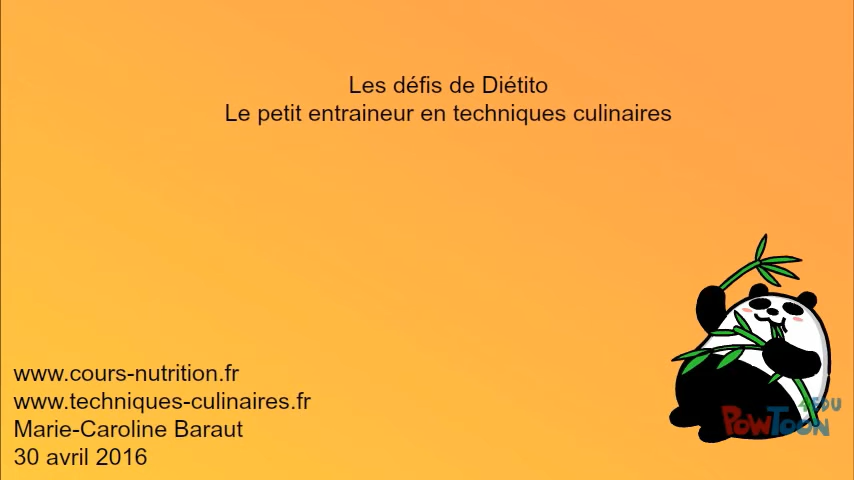 Les défis de Diétito
Le petit entraineur en techniques culinaires
www.cours-nutrition.fr
www.techniques-culinaires.fr
Marie-Caroline Baraut
30 avril 2016
4EDU
POWTOON